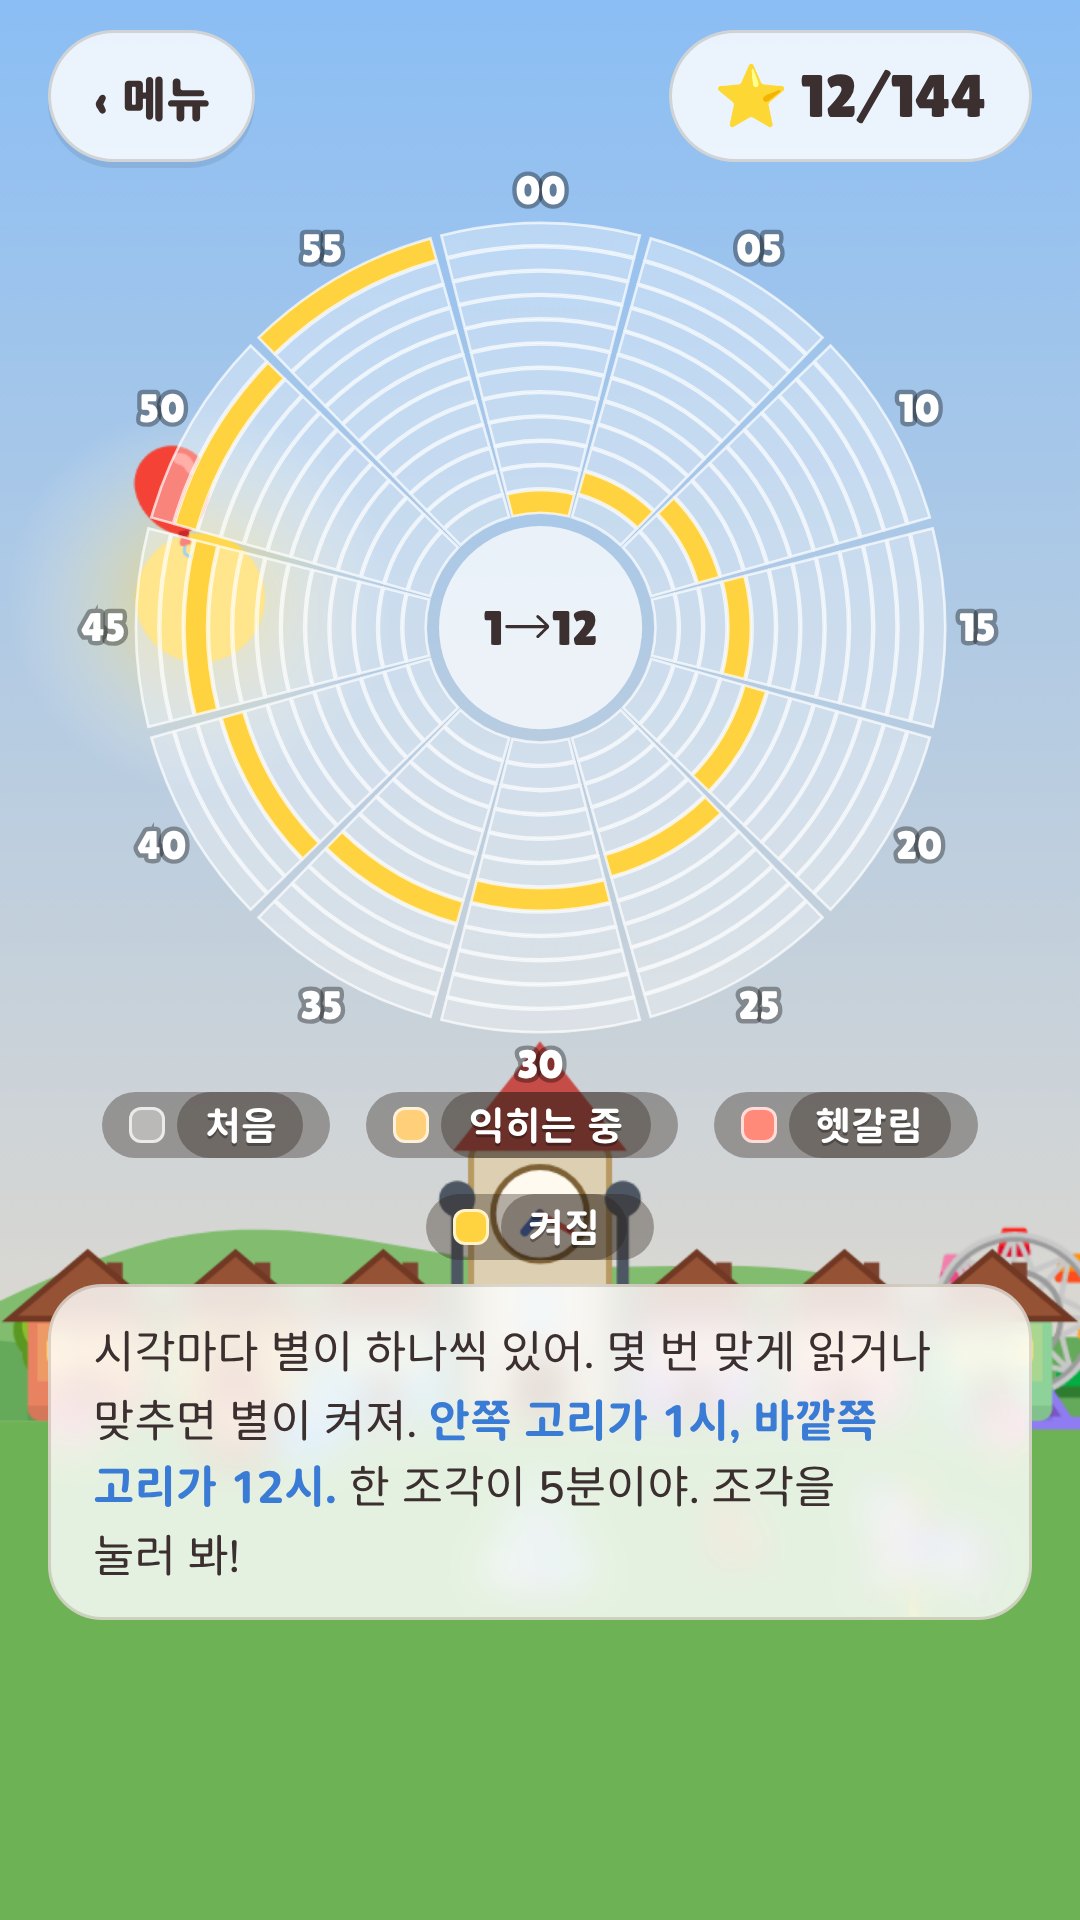 ‹ 메뉴
12/144
00
55
05
50
10
45
1→12
15
40
20
35
25
30
처음
익히는 중
헷갈림
켜짐
시각마다 별이 하나씩 있어. 몇 번 맞게 읽거나
맞추면 별이 켜져. 안쪽 고리가 1시, 바깥쪽
고리가 12시. 한 조각이 5분이야. 조각을
눌러 봐!